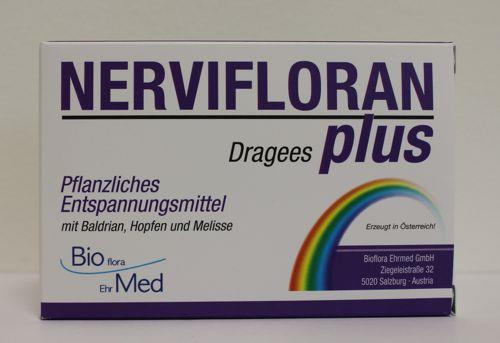 NERVIFLORAN
Dragees plus
Pflanzliches
Entspannungsmittel
mit Baldrian, Hopfen und Melisse
Erzeugt in Österreich!
Bio flora
Ehr Med
Bioflora Ehrmed GmbH
Ziegeleistraße 32
5020 Salzburg · Austria